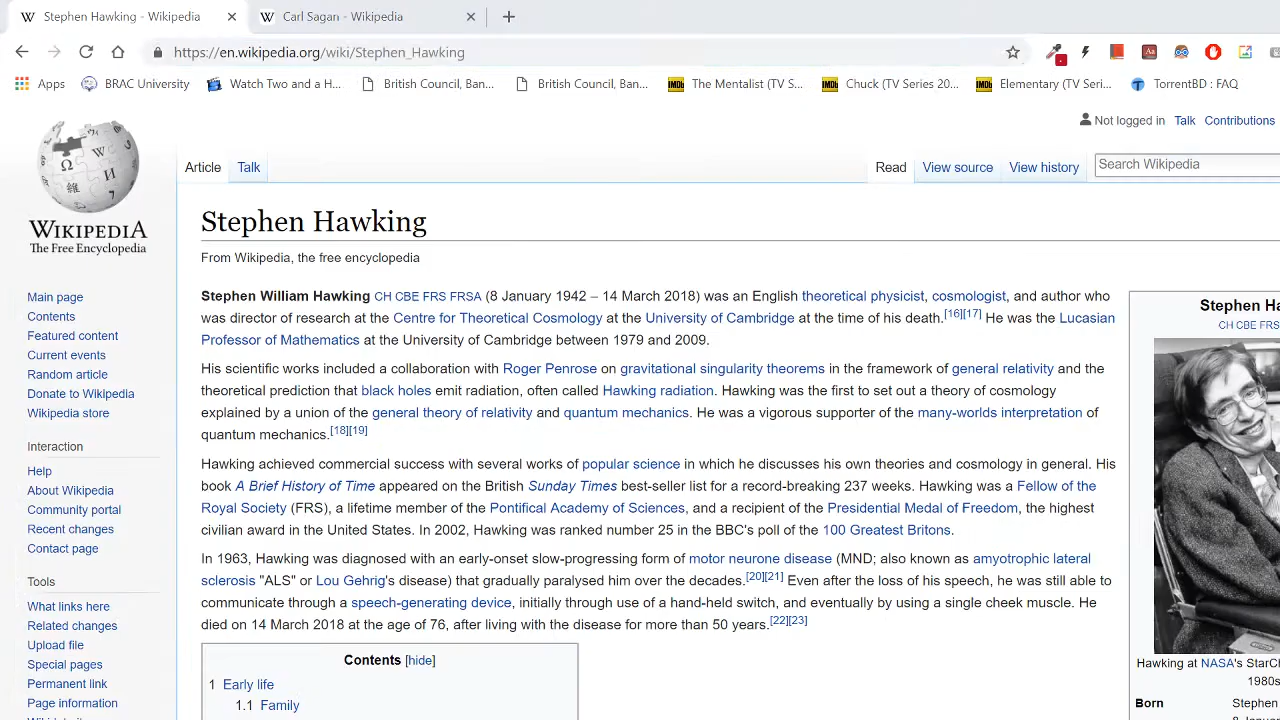 Stephen Hawking - Wikipedia
Carl Sagan - Wikipedia
https://en.wikipedia.org/wiki/Stephen_Hawking
Apps BRAC University Watch Two and a H... British Council, Ban... British Council, Ban... The Mentalist (TV S... Chuck (TV Series 20... Elementary (TV Seri... TorrentBD : FAQ
Not logged in Talk Contributions
Article Talk Read View source View history Search Wikipedia
WIKIPEDIA
The Free Encyclopedia
Main page
Contents
Featured content
Current events
Random article
Donate to Wikipedia
Wikipedia store
Interaction
Help
About Wikipedia
Community portal
Recent changes
Contact page
Tools
What links here
Related changes
Upload file
Special pages
Permanent link
Page information
Stephen Hawking
From Wikipedia, the free encyclopedia
Stephen William Hawking CH CBE FRS FRSA (8 January 1942 – 14 March 2018) was an English theoretical physicist, cosmologist, and author who
was director of research at the Centre for Theoretical Cosmology at the University of Cambridge at the time of his death.[16][17] He was the Lucasian
Professor of Mathematics at the University of Cambridge between 1979 and 2009.
His scientific works included a collaboration with Roger Penrose on gravitational singularity theorems in the framework of general relativity and the
theoretical prediction that black holes emit radiation, often called Hawking radiation. Hawking was the first to set out a theory of cosmology
explained by a union of the general theory of relativity and quantum mechanics. He was a vigorous supporter of the many-worlds interpretation of
quantum mechanics.[18][19]
Hawking achieved commercial success with several works of popular science in which he discusses his own theories and cosmology in general. His
book A Brief History of Time appeared on the British Sunday Times best-seller list for a record-breaking 237 weeks. Hawking was a Fellow of the
Royal Society (FRS), a lifetime member of the Pontifical Academy of Sciences, and a recipient of the Presidential Medal of Freedom, the highest
civilian award in the United States. In 2002, Hawking was ranked number 25 in the BBC's poll of the 100 Greatest Britons.
In 1963, Hawking was diagnosed with an early-onset slow-progressing form of motor neurone disease (MND; also known as amyotrophic lateral
sclerosis "ALS" or Lou Gehrig's disease) that gradually paralysed him over the decades.[20][21] Even after the loss of his speech, he was still able to
communicate through a speech-generating device, initially through use of a hand-held switch, and eventually by using a single cheek muscle. He
died on 14 March 2018 at the age of 76, after living with the disease for more than 50 years.[22][23]
Contents [hide]
1 Early life
1.1 Family
Stephen Ha
CH CBE FRS
Hawking at NASA's StarC
1980s
Born Stephen